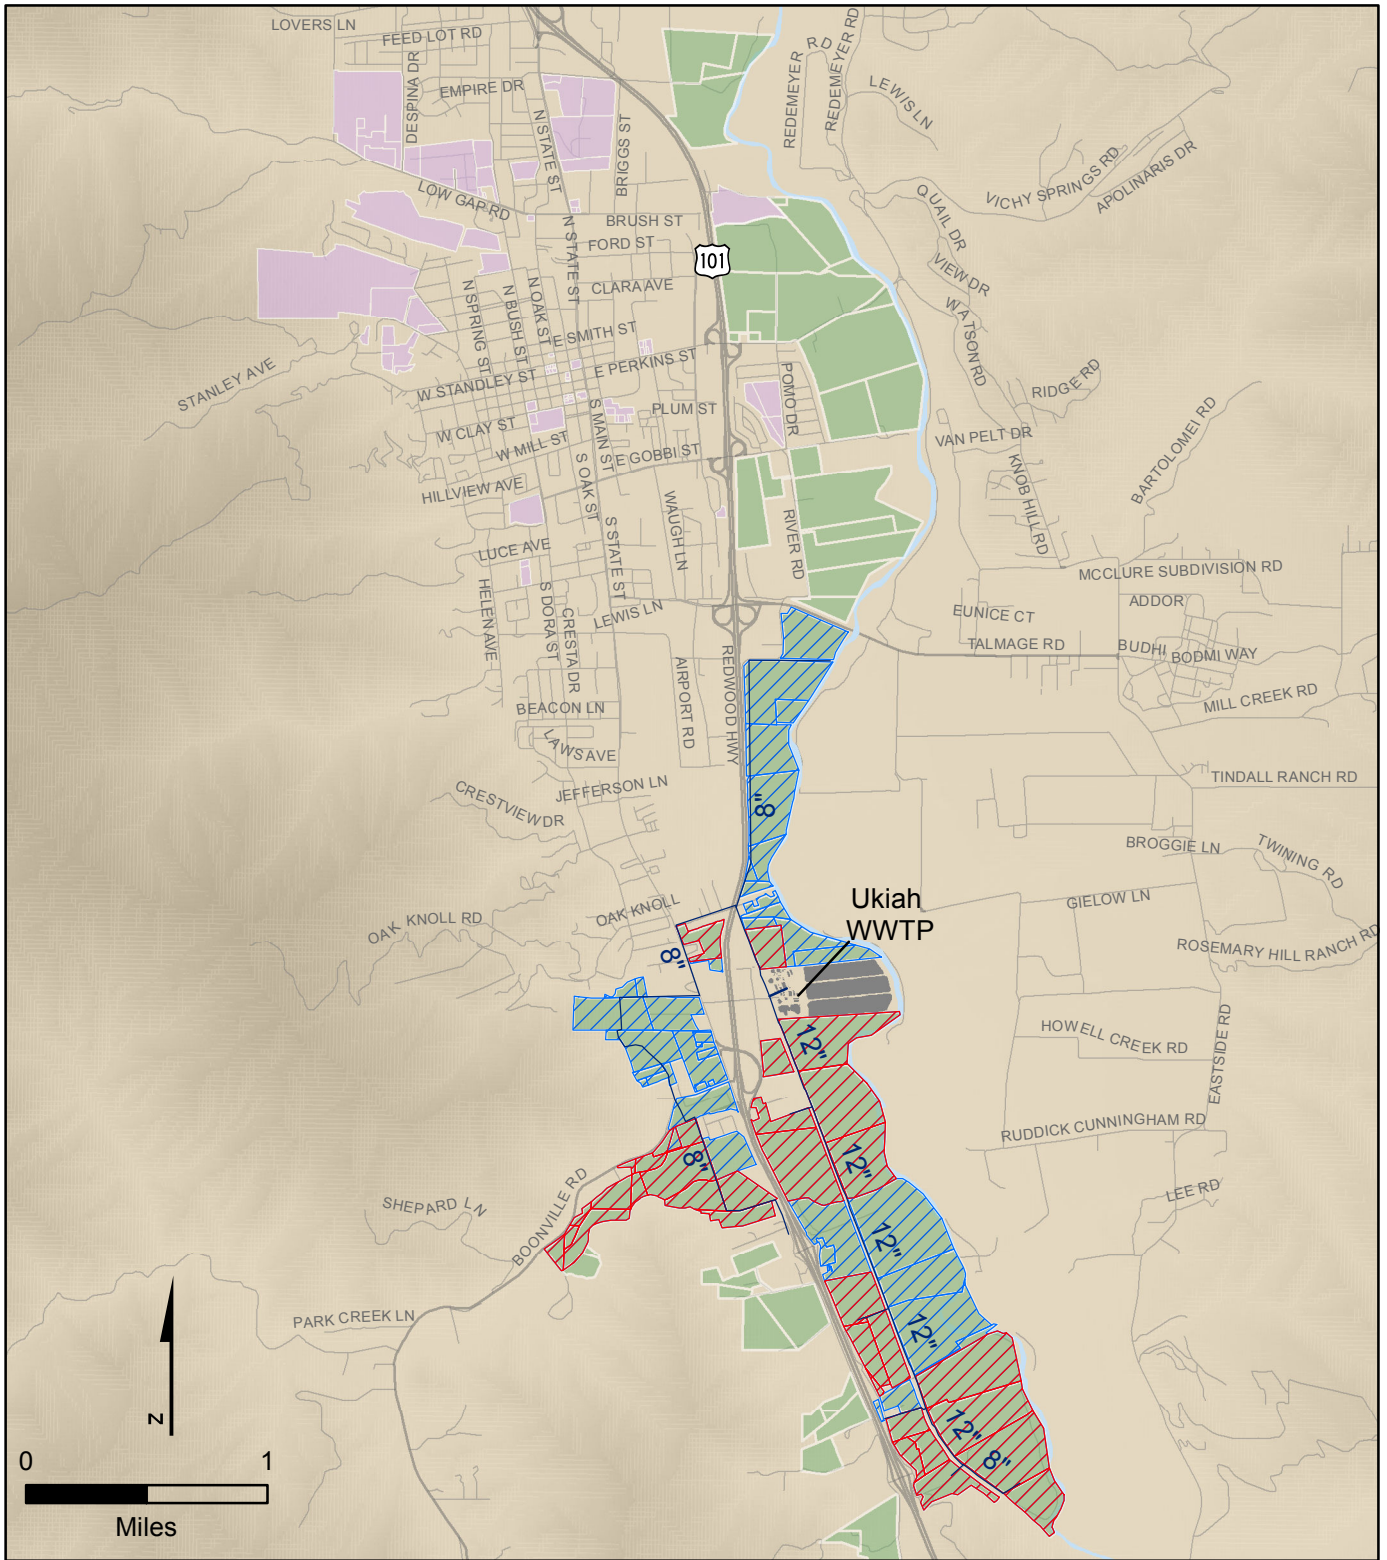 LOVERS LN
FEED LOT RD
DESPINA DR
EMPIRE DR
N STATE ST
BRIGGS ST
REDEMEYER RD
REDEMEYER RD
LEWIS LN
VICHY SPRINGS RD
APOLINARIS DR
LOW GAP RD
QUAIL DR
BRUSH ST
N STATE ST
FORD ST
101
VIEW DR
CLARA AVE
N SPRING ST
N BUSH ST
N OAK ST
WATSON RD
E SMITH ST
E PERKINS ST
STANLEY AVE
W STANDLEY ST
POMO DR
RIDGE RD
PLUM ST
S MAIN ST
W CLAY ST
W MILL ST
E GOBBI ST
VAN PELT DR
BARTOLOMEI RD
KNOB HILL RD
HILLVIEW AVE
S OAK ST
WAUGH LN
RIVER RD
S STATE ST
LUCE AVE
MCCLURE SUBDIVISION RD
HELEN AVE
S DORA ST
CRESTA DR
LEWIS LN
ADDOR
EUNICE CT
TALMAGE RD
BUDHI
BODMI WAY
AIRPORT RD
REDWOOD HWY
MILL CREEK RD
BEACON LN
LAWS AVE
TINDALL RANCH RD
JEFFERSON LN
CRESTVIEW DR
8"
BROGGIE LN
TWINING RD
Ukiah
WWTP
GIELOW LN
OAK KNOLL RD
OAK KNOLL
ROSEMARY HILL RANCH RD
8"
1
12"
HOWELL CREEK RD
EASTSIDE RD
RUDDICK CUNNINGHAM RD
8"
12"
LEE RD
SHEPARD LN
BOONVILLE RD
12"
PARK CREEK LN
12"
N
12"
8"
0 1
Miles